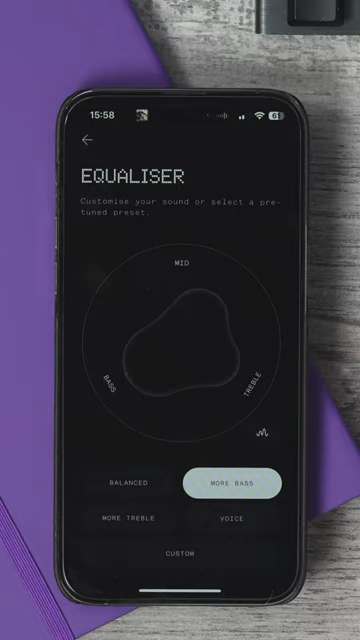 15:58
61
EQUALISER
Customise your sound or select a pre-
tuned preset.
MID
BASS
TREBLE
BALANCED
MORE BASS
MORE TREBLE
VOICE
CUSTOM